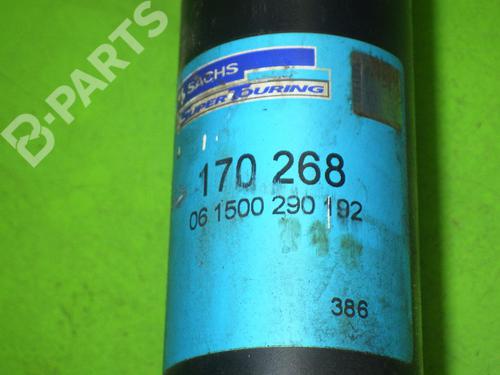 SACHS
SUPER TOURING
170 268
06 1500 290 192
386
B-PARTS